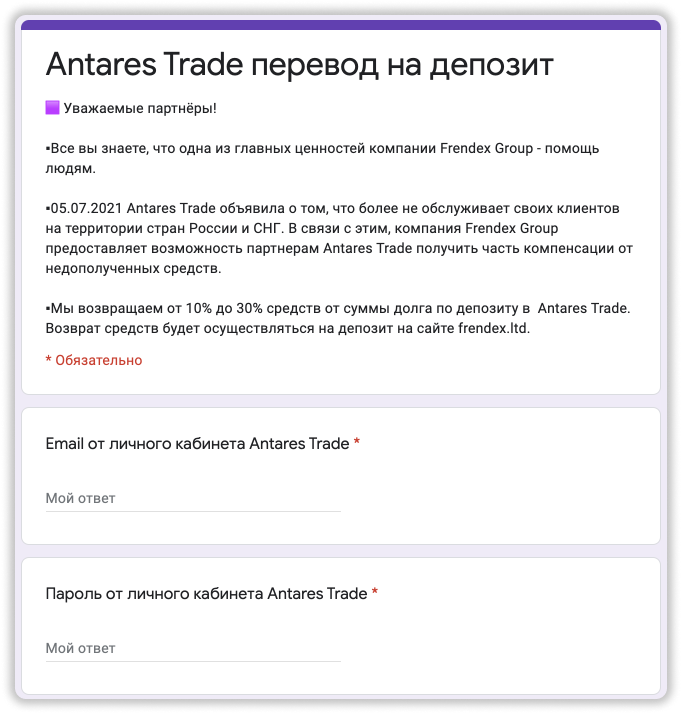 Antares Trade перевод на депозит
🟪 Уважаемые партнёры!
▪Все вы знаете, что одна из главных ценностей компании Frendex Group - помощь
людям.
▪05.07.2021 Antares Trade объявила о том, что более не обслуживает своих клиентов
на территории стран России и СНГ. В связи с этим, компания Frendex Group
предоставляет возможность партнерам Antares Trade получить часть компенсации от
недополученных средств.
▪Мы возвращаем от 10% до 30% средств от суммы долга по депозиту в Antares Trade.
Возврат средств будет осуществляться на депозит на сайте frendex.ltd.
* Обязательно
Email от личного кабинета Antares Trade *
Мой ответ
Пароль от личного кабинета Antares Trade *
Мой ответ